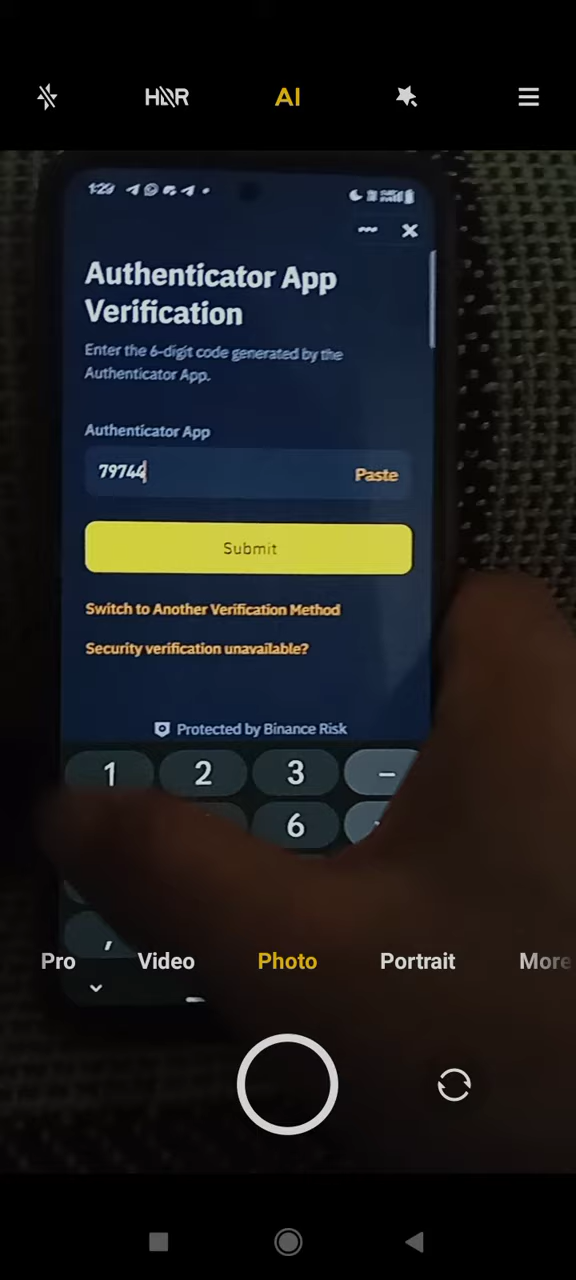 HDR
AI
1:29
Authenticator App
Verification
Enter the 6-digit code generated by the
Authenticator App.
Authenticator App
79744
Paste
Submit
Switch to Another Verification Method
Security verification unavailable?
Protected by Binance Risk
1 2 3 –
6
,
Pro Video Photo Portrait More